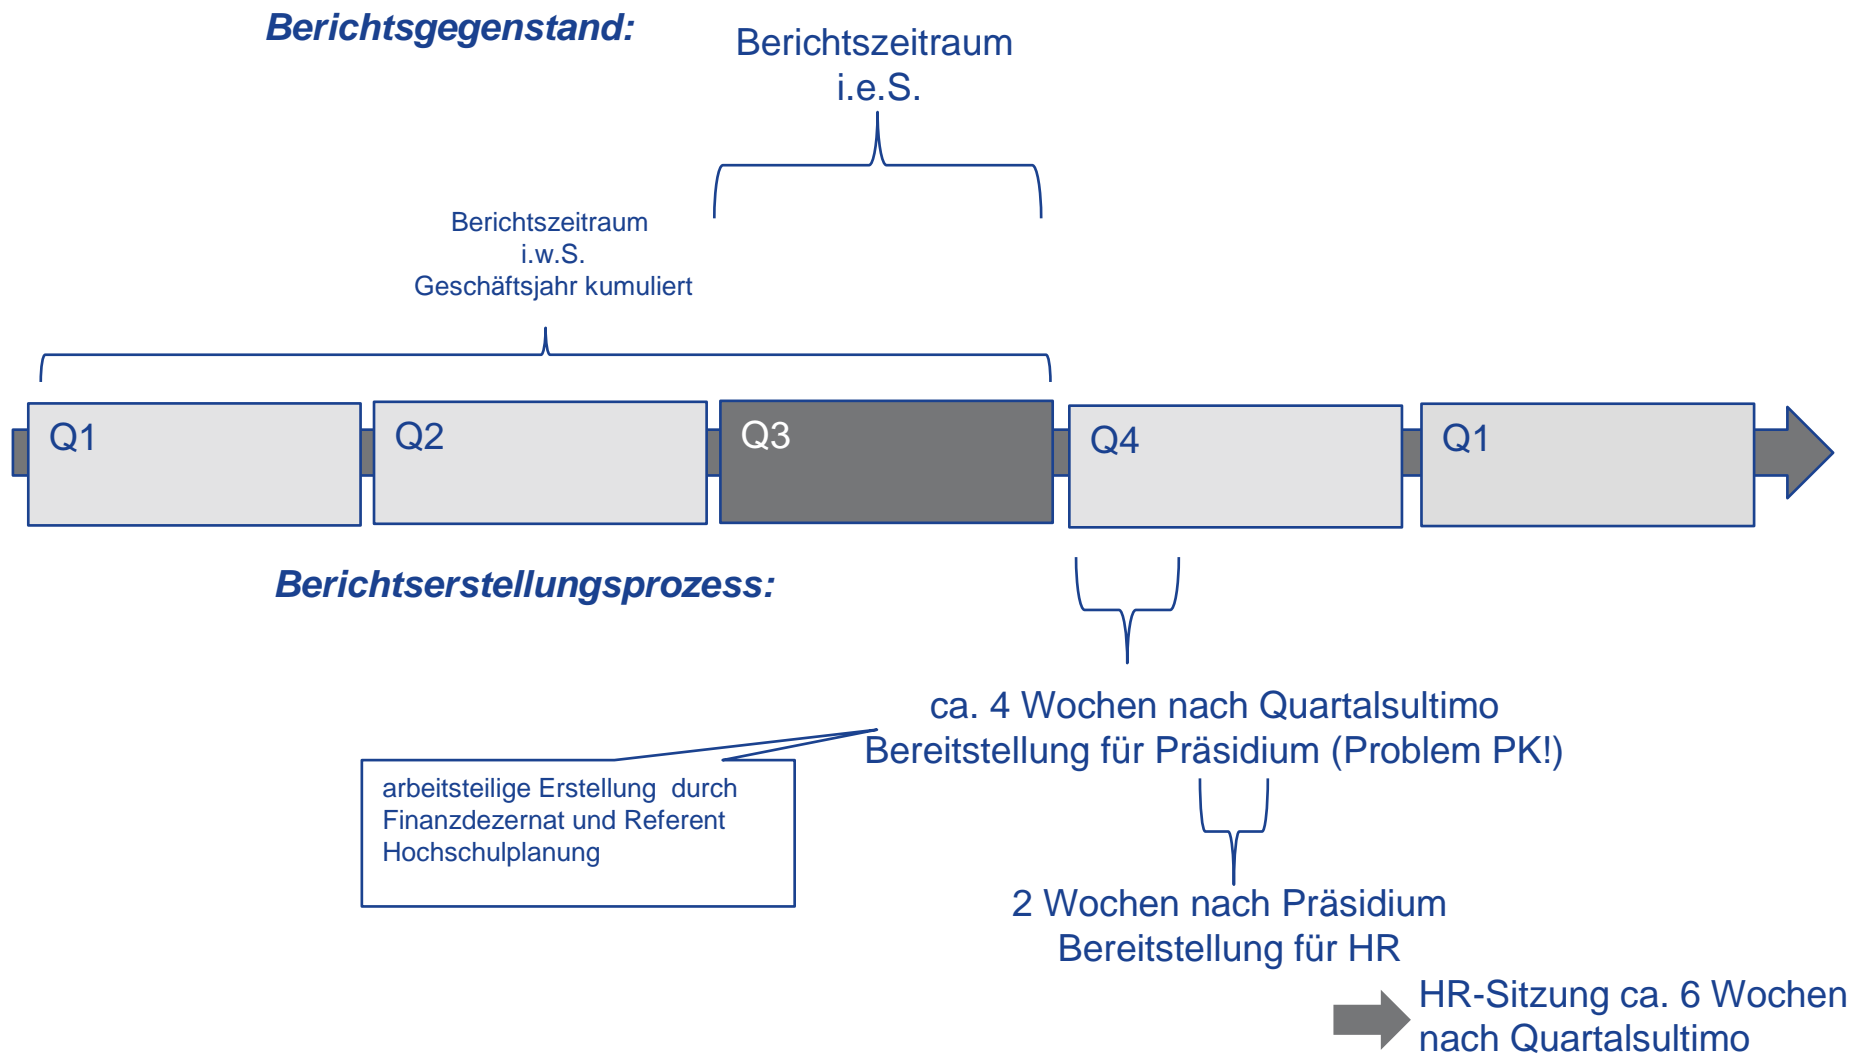 Berichtsgegenstand:
Berichtszeitraum
i.e.S.
Berichtszeitraum
i.w.S.
Geschäftsjahr kumuliert
Q1
Q2
Q3
Q4
Q1
Berichtserstellungsprozess:
ca. 4 Wochen nach Quartalsultimo
Bereitstellung für Präsidium (Problem PK!)
arbeitsteilige Erstellung durch
Finanzdezernat und Referent
Hochschulplanung
2 Wochen nach Präsidium
Bereitstellung für HR
HR-Sitzung ca. 6 Wochen
nach Quartalsultimo